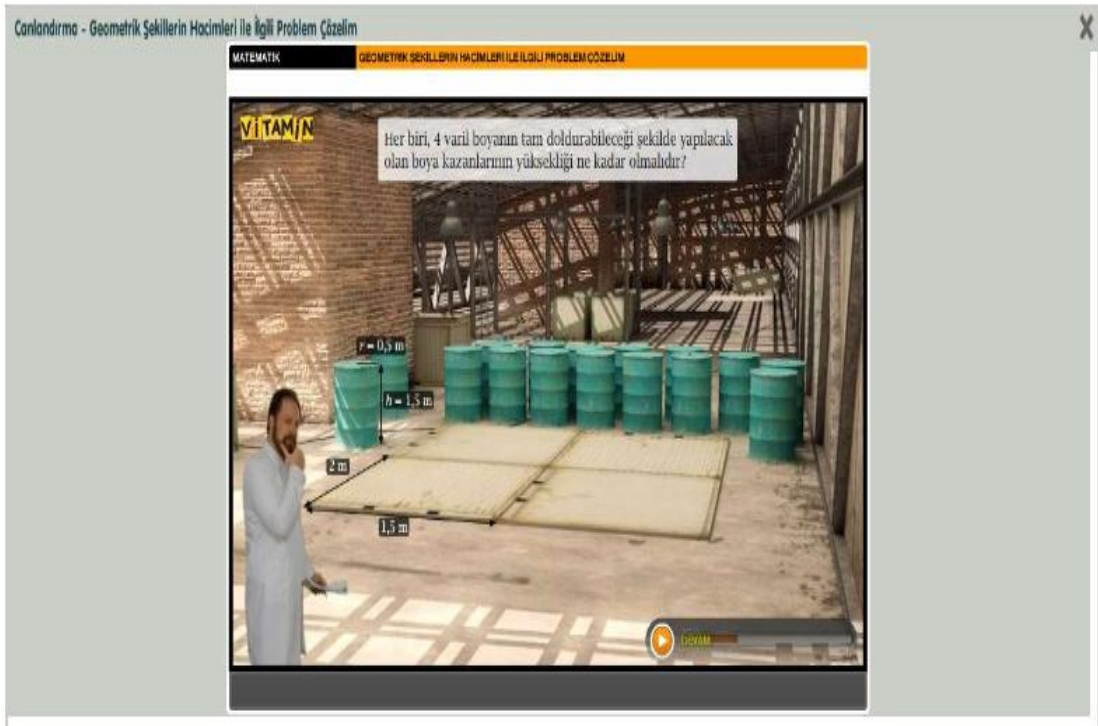 Canlandırma - Geometrik Şekillerin Hacimleri ile İlgili Problem Çözelim
MATEMATİK
GEOMETRİK ŞEKİLLERİN HACİMLERİ İLE İLGİLİ PROBLEM ÇÖZELİM
VİTAMİN
Her biri, 4 varil boyanın tam doldurabileceği şekilde yapılacak
olan boya kazanlarının yüksekliği ne kadar olmalıdır?
r = 0,5 m
h = 1,5 m
2 m
1,5 m
DEVAM